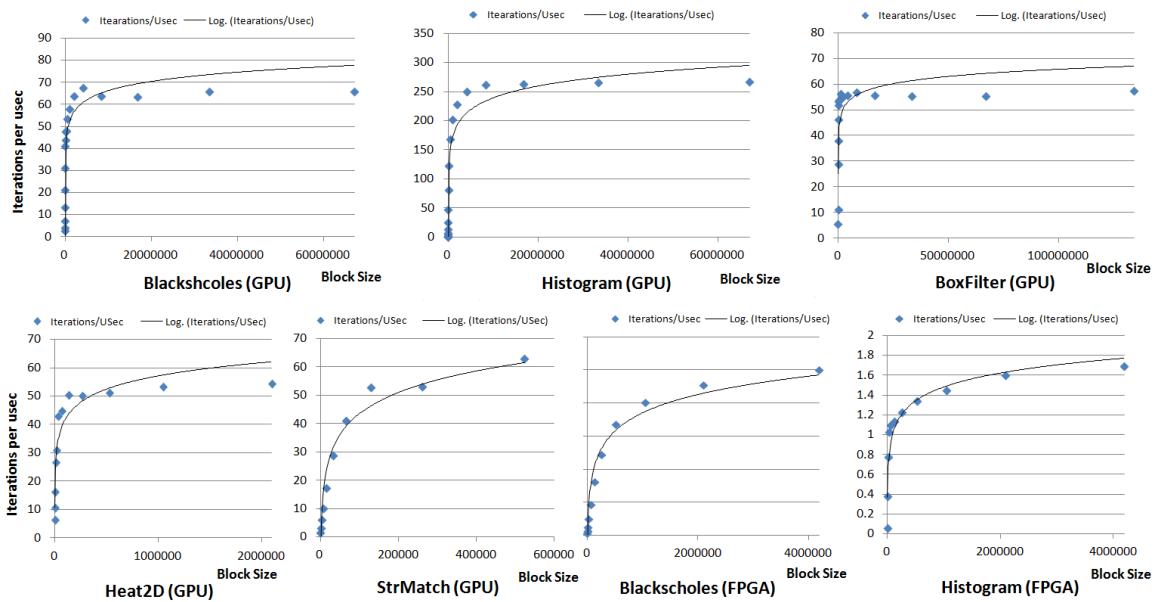 Itearations/Usec Log. (Itearations/Usec)
Iterations per usec
90
80
70
60
50
40
30
20
10
0
0 20000000 40000000 60000000
Block Size
Blackshcoles (GPU)
Iterations/Usec Log. (Iterations/Usec)
350
300
250
200
150
100
50
0
0 20000000 40000000 60000000
Block Size
Histogram (GPU)
Itearations/Usec Log. (Itearations/Usec)
80
70
60
50
40
30
20
10
0
0 50000000 100000000
Block Size
BoxFilter (GPU)
Iterations/USec Log. (Iterations/USec)
Iterations per usec
70
60
50
40
30
20
10
0
0 1000000 2000000
Block Size
Heat2D (GPU)
Iterations/Usec Log. (Iterations/Usec)
70
60
50
40
30
20
10
0
0 200000 400000 600000
Block Size
StrMatch (GPU)
Iterations/Usec Log. (Iterations/Usec)
0 2000000 4000000
Block Size
Blackscholes (FPGA)
Iterations/Usec Log. (Iterations/Usec)
2
1.8
1.6
1.4
1.2
1
0.8
0.6
0.4
0.2
0
0 2000000 4000000
Block Size
Histogram (FPGA)